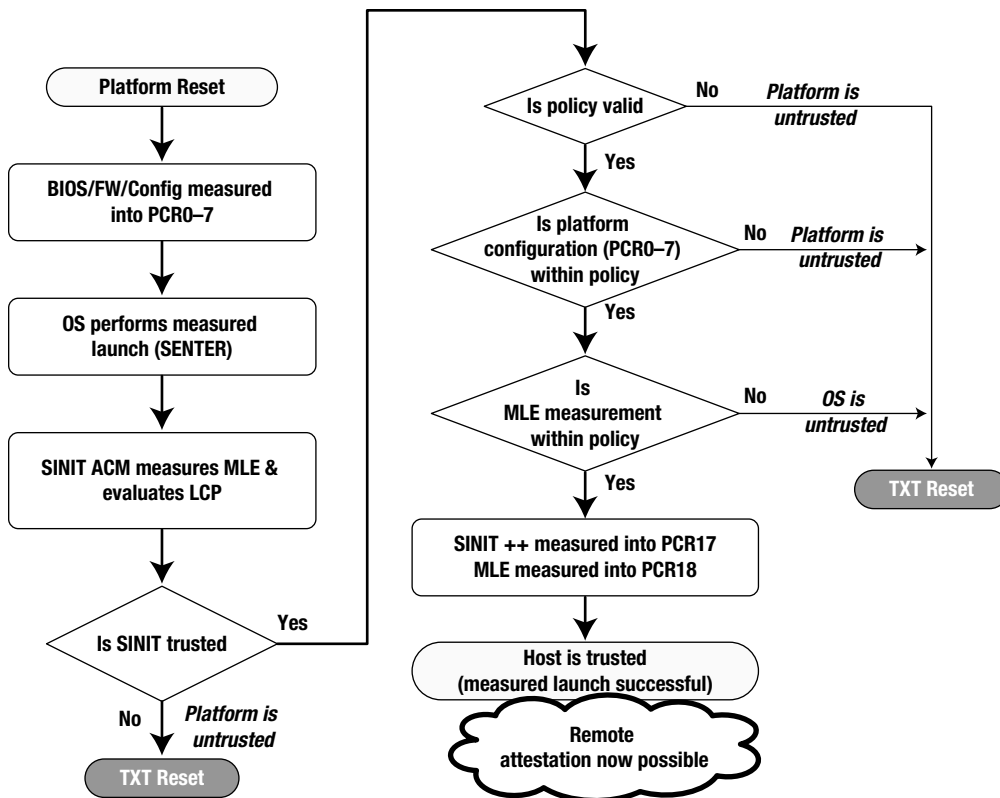 Platform Reset
BIOS/FW/Config measured
into PCR0–7
OS performs measured
launch (SENTER)
SINIT ACM measures MLE &
evaluates LCP
Is SINIT trusted
Yes
No
Platform is
untrusted
TXT Reset
Is policy valid
No
Platform is
untrusted
Yes
Is platform
configuration (PCR0–7)
within policy
No
Platform is
untrusted
Yes
Is
MLE measurement
within policy
No
OS is
untrusted
Yes
TXT Reset
SINIT ++ measured into PCR17
MLE measured into PCR18
Host is trusted
(measured launch successful)
Remote
attestation now possible